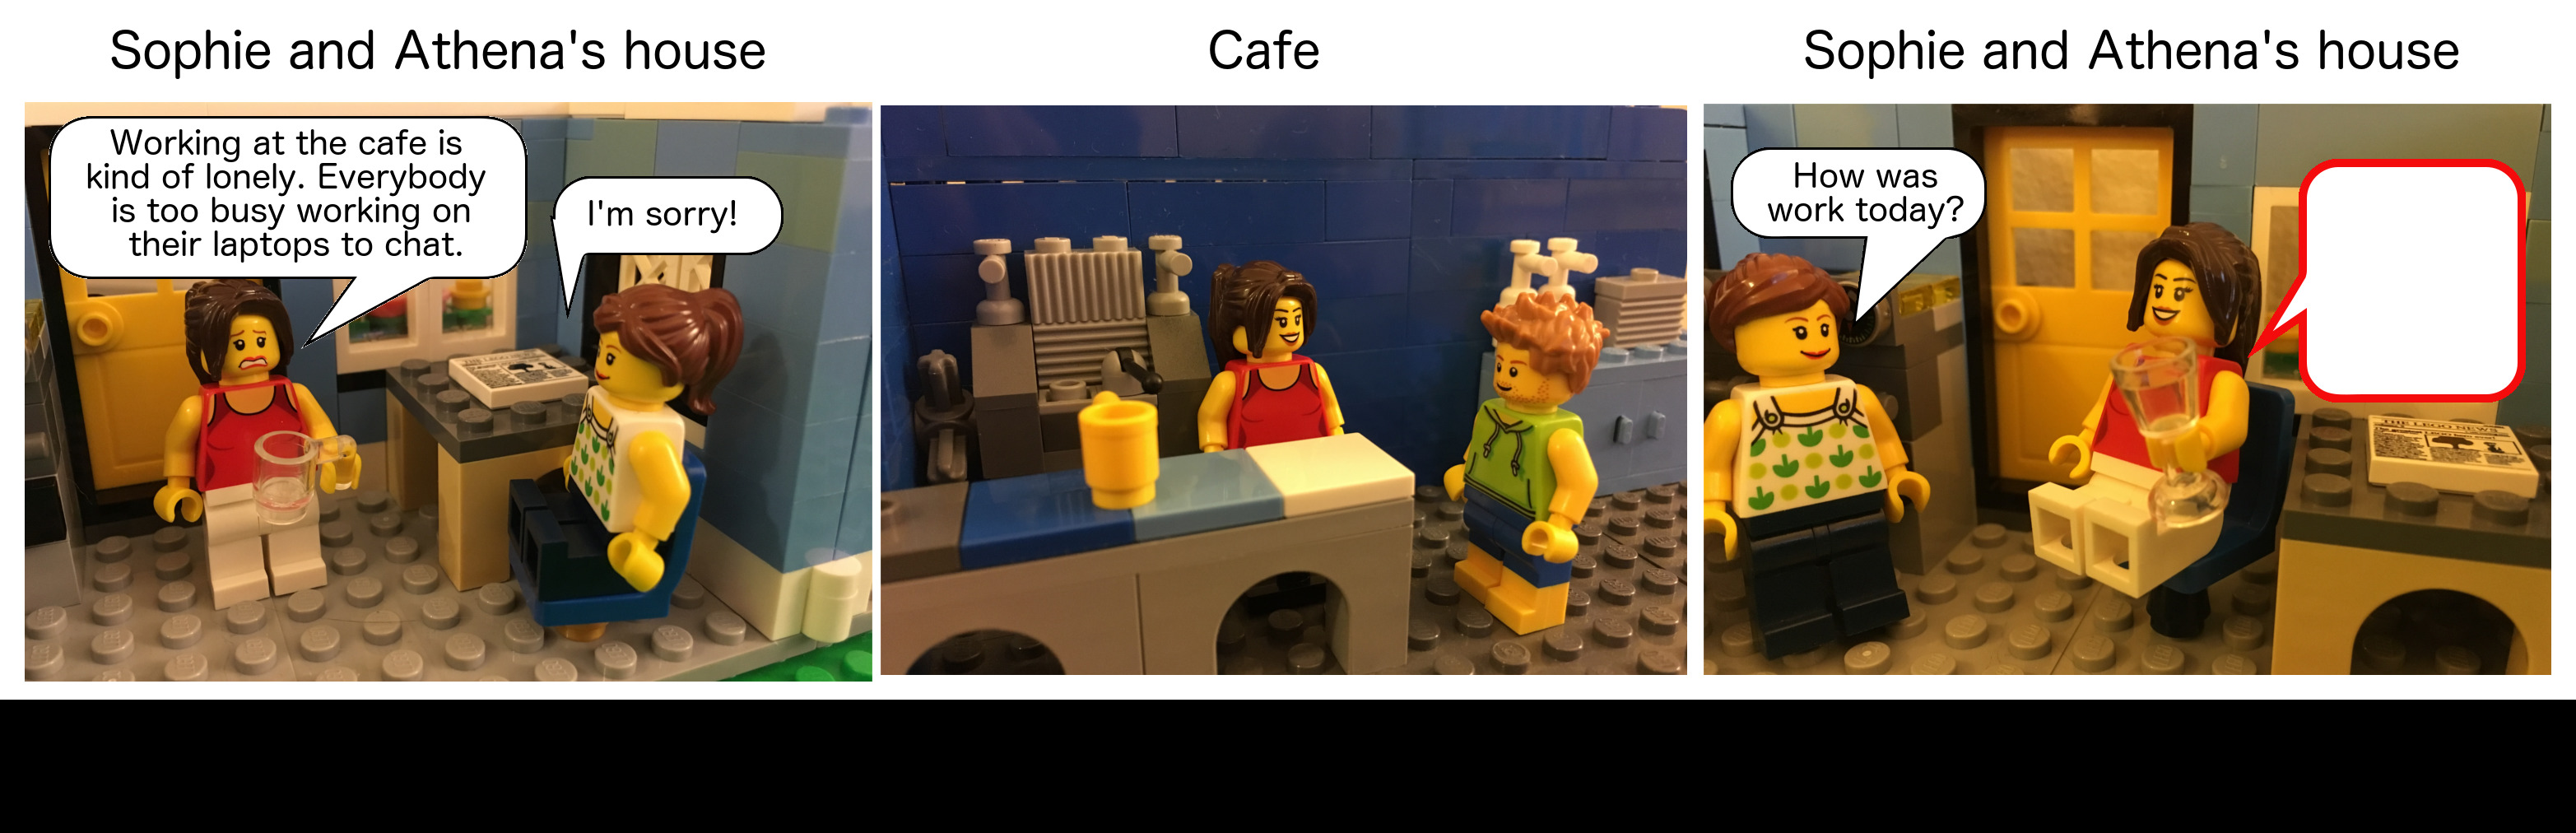 Sophie and Athena's house
Working at the cafe is
kind of lonely. Everybody
is too busy working on
their laptops to chat.
I'm sorry!
Cafe
Sophie and Athena's house
How was
work today?
THE LEGO NEWS